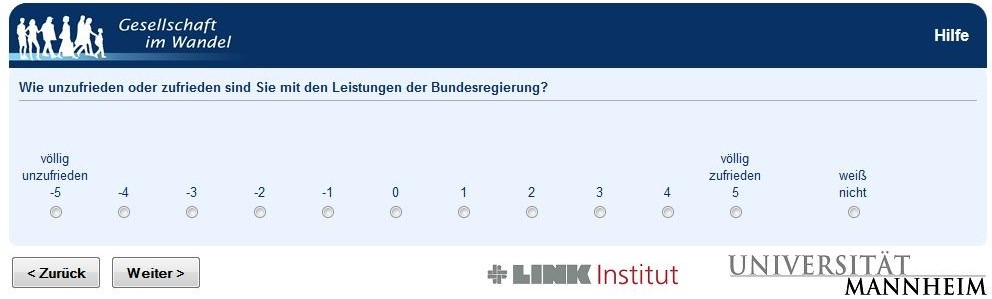 Gesellschaft
im Wandel
Hilfe
Wie unzufrieden oder zufrieden sind Sie mit den Leistungen der Bundesregierung?
völlig völlig
unzufrieden zufrieden weiß
-5 -4 -3 -2 -1 0 1 2 3 4 5 nicht
< Zurück Weiter >
LINK Institut
UNIVERSITÄT
MANNHEIM